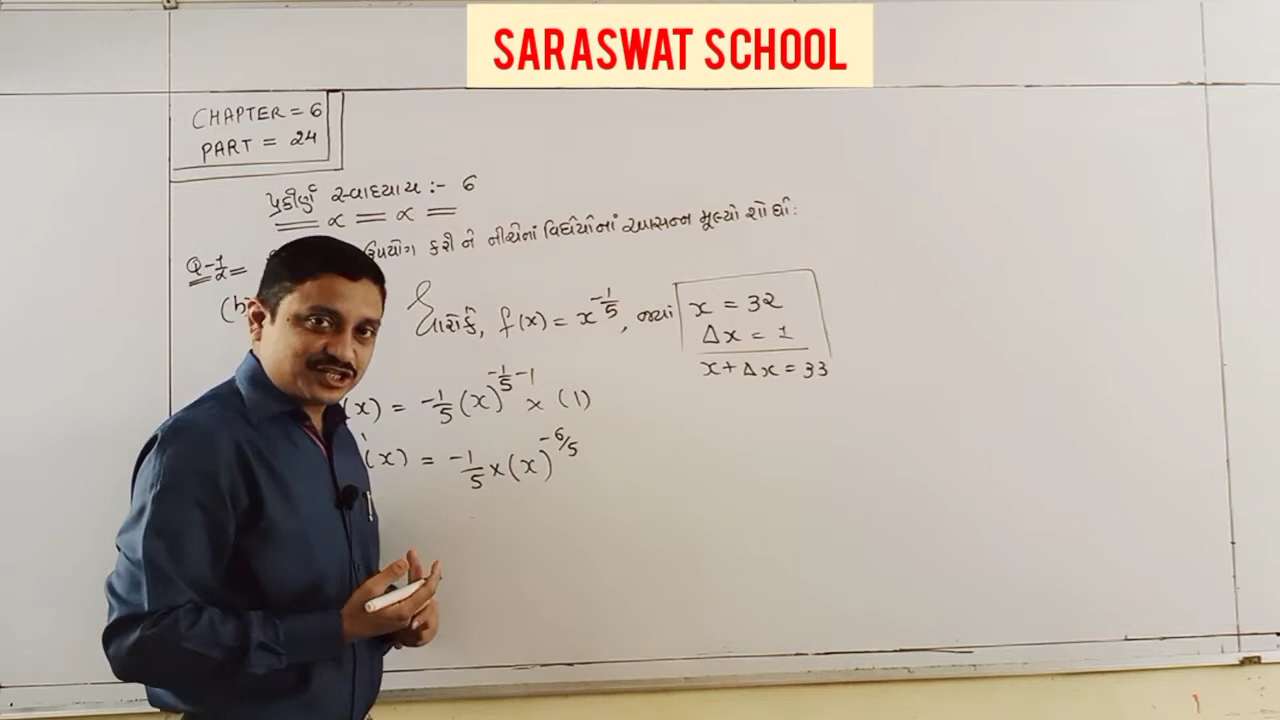 SARASWAT SCHOOL
CHAPTER = 6
PART = 24
પ્રકીર્ણ સ્વાધ્યાય :- 6
Q-1 = ઉપયોગ કરી ને નીચેનાં વિધેયોનાં આસન્ન મૂલ્યો શોધો :
(b)
ધારોકે, f(x) = x^{-1/5}, જ્યાં x = 32
Δx = 1
x + Δx = 33
(x) = -1/5 (x)^{-1/5 - 1} × (1)
'(x) = -1/5 × (x)^{-6/5}